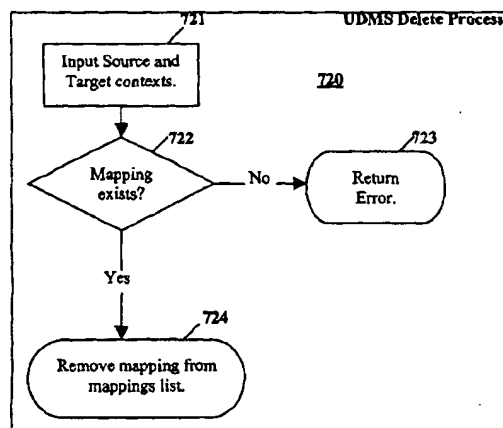 721
UDMS Delete Process
Input Source and
Target contexts.
720
722
723
Mapping
exists?
No
Return
Error.
Yes
724
Remove mapping from
mappings list.